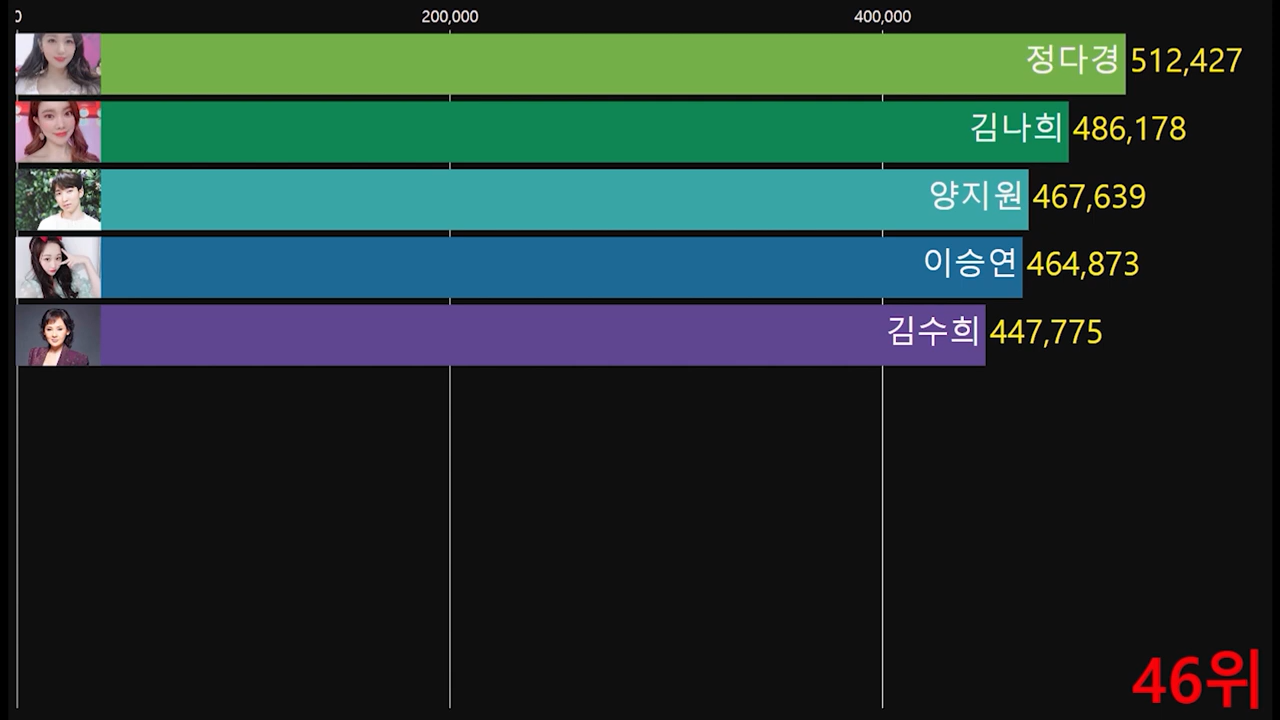 0 200,000 400,000
정다경 512,427
김나희 486,178
양지원 467,639
이승연 464,873
김수희 447,775
46위